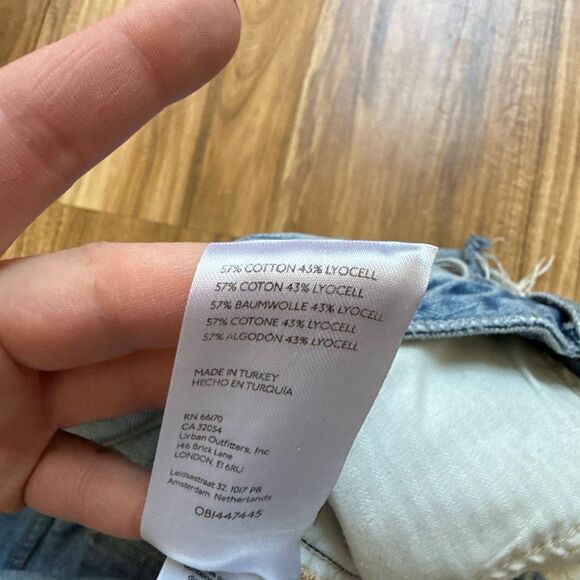 57% COTTON 43% LYOCELL
57% COTON 43% LYOCELL
57% BAUMWOLLE 43% LYOCELL
57% COTONE 43% LYOCELL
57% ALGODÓN 43% LYOCELL
MADE IN TURKEY
HECHO EN TURQUÍA
RN 66170
CA 32054
Urban Outfitters, Inc
146 Brick Lane
LONDON, E1 6RU
Leidsestraat 32, 1017 PB
Amsterdam, Netherlands
OB1447445